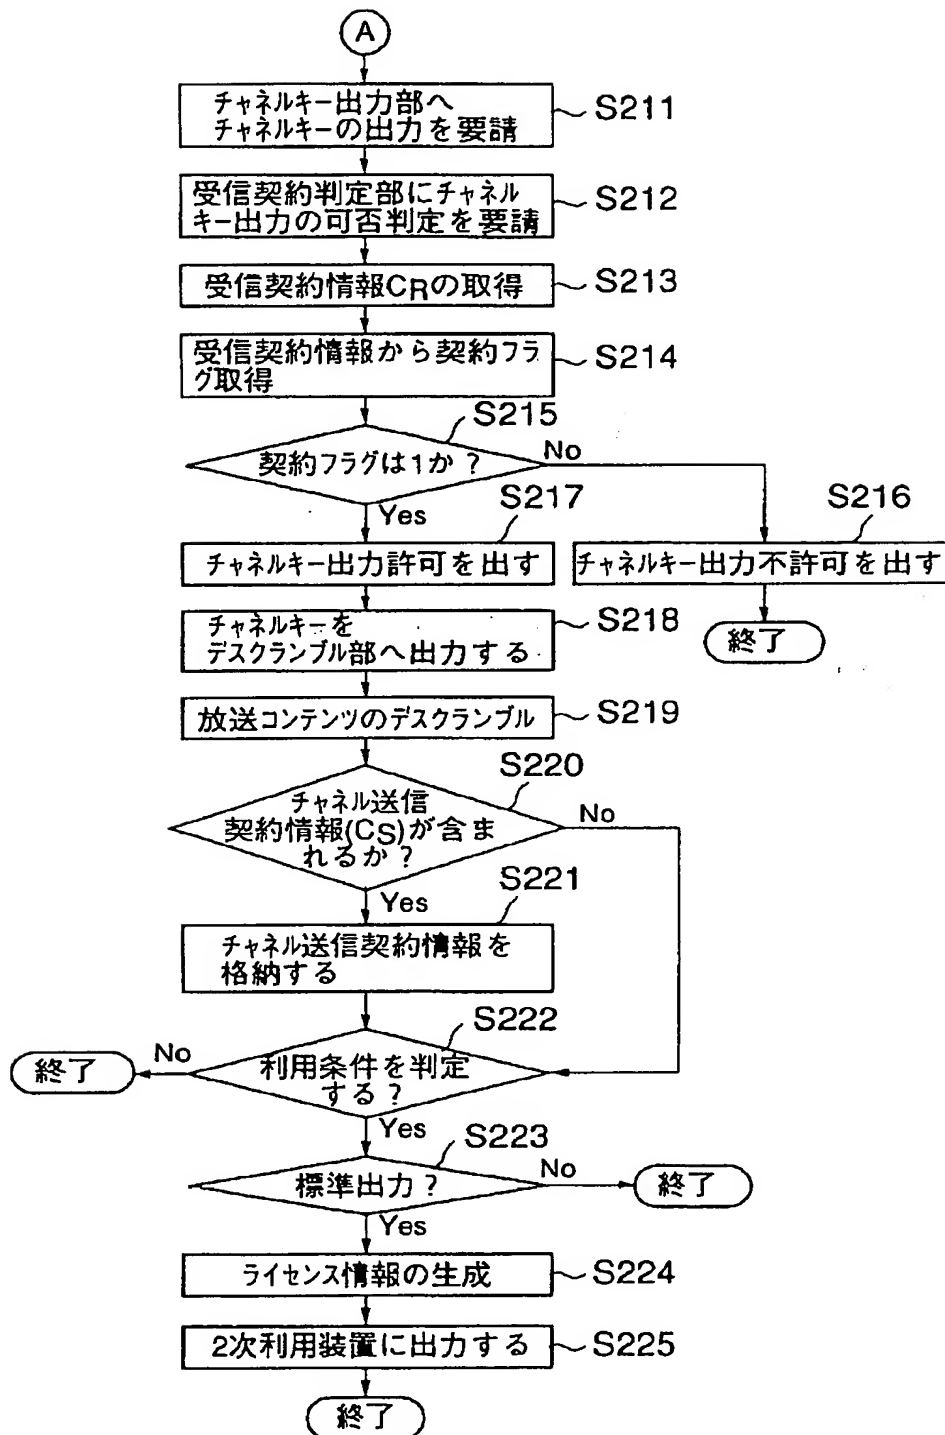 A
チャネルキー出力部へ
チャネルキーの出力を要請
S211
受信契約判定部にチャネル
キー出力の可否判定を要請
S212
受信契約情報CRの取得
S213
受信契約情報から契約フラ
グ取得
S214
S215
契約フラグは1か?
No
Yes
S217
S216
チャネルキー出力許可を出す
チャネルキー出力不許可を出す
終了
チャネルキーを
デスクランブル部へ出力する
S218
放送コンテンツのデスクランブル
S219
S220
チャネル送信
契約情報(CS)が含ま
れるか?
No
Yes
S221
チャネル送信契約情報を
格納する
S222
利用条件を判定
する?
No
終了
Yes
S223
標準出力?
No
終了
Yes
ライセンス情報の生成
S224
2次利用装置に出力する
S225
終了